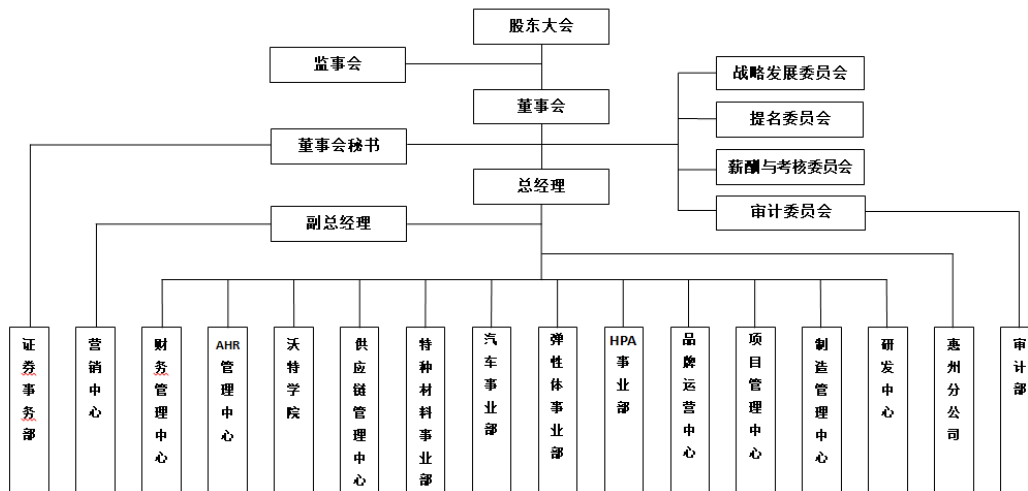 股东大会
监事会
战略发展委员会
董事会
提名委员会
董事会秘书
薪酬与考核委员会
总经理
审计委员会
副总经理
证券事务部
营销中心
财务管理中心
AHR管理中心
沃特学院
供应链管理中心
特种材料事业部
汽车事业部
弹性体事业部
HPA事业部
品牌运营中心
项目管理中心
制造管理中心
研发中心
惠州分公司
审计部